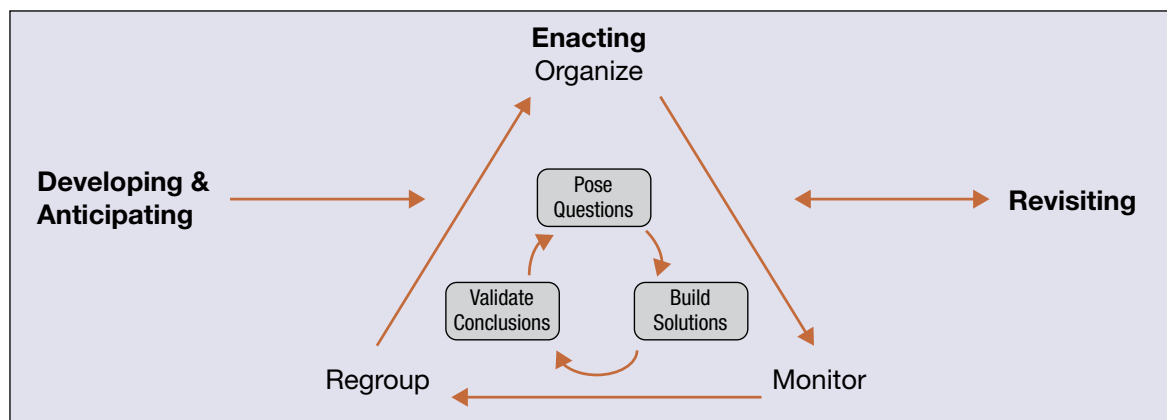 Enacting
Organize
Developing &
Anticipating
Pose
Questions
Revisiting
Validate
Conclusions
Build
Solutions
Regroup
Monitor